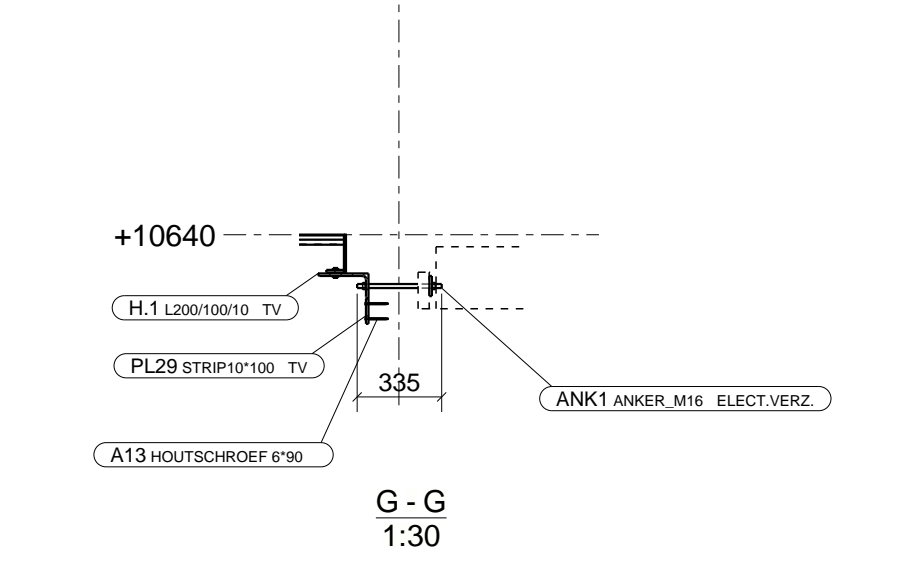 +10640
H.1 L200/100/10 TV
PL29 STRIP10*100 TV
335
ANK1 ANKER_M16 ELECT.VERZ.
A13 HOUTSCHROEF 6*90
G - G
1:30